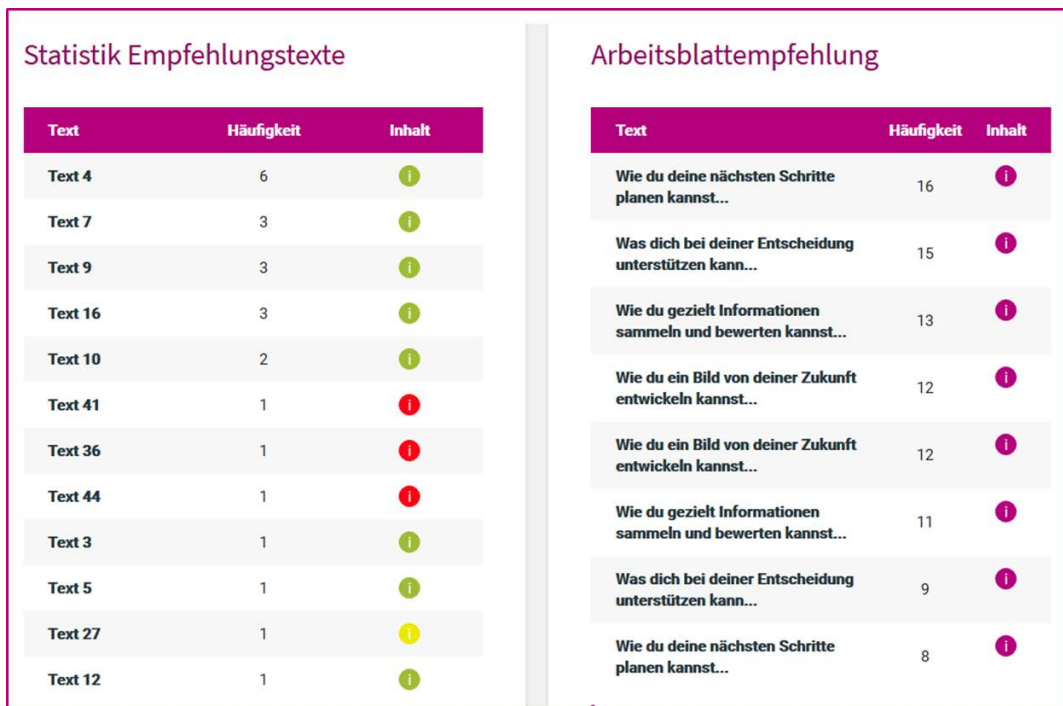 Statistik Empfehlungstexte
Text Häufigkeit Inhalt
Text 4 6 i
Text 7 3 i
Text 9 3 i
Text 16 3 i
Text 10 2 i
Text 41 1 i
Text 36 1 i
Text 44 1 i
Text 3 1 i
Text 5 1 i
Text 27 1 i
Text 12 1 i
Arbeitsblattempfehlung
Text Häufigkeit Inhalt
Wie du deine nächsten Schritte
planen kannst... 16 i
Was dich bei deiner Entscheidung
unterstützen kann... 15 i
Wie du gezielt Informationen
sammeln und bewerten kannst... 13 i
Wie du ein Bild von deiner Zukunft
entwickeln kannst... 12 i
Wie du ein Bild von deiner Zukunft
entwickeln kannst... 12 i
Wie du gezielt Informationen
sammeln und bewerten kannst... 11 i
Was dich bei deiner Entscheidung
unterstützen kann... 9 i
Wie du deine nächsten Schritte
planen kannst... 8 i